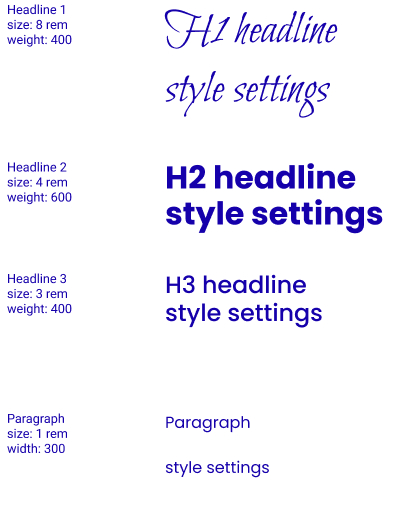 Headline 1
size: 8 rem
weight: 400
H1 headline
style settings
Headline 2
size: 4 rem
weight: 600
H2 headline
style settings
Headline 3
size: 3 rem
weight: 400
H3 headline
style settings
Paragraph
size: 1 rem
width: 300
Paragraph
style settings